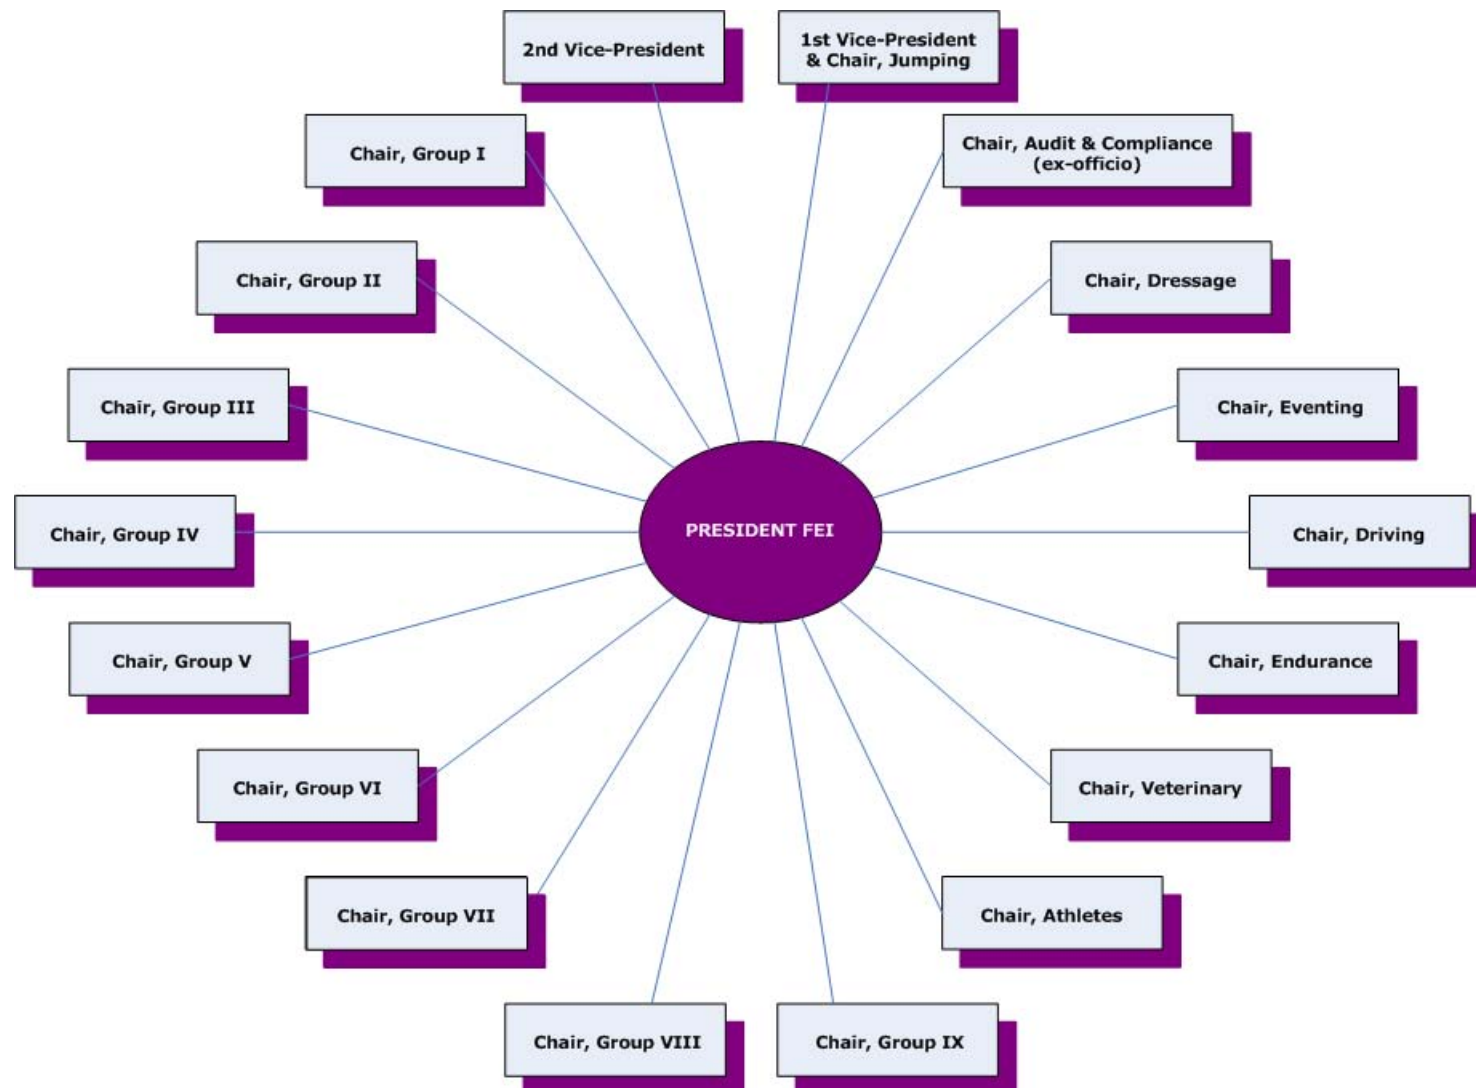 2nd Vice-President
1st Vice-President
& Chair, Jumping
Chair, Group I
Chair, Audit & Compliance
(ex-officio)
Chair, Group II
Chair, Dressage
Chair, Group III
Chair, Eventing
Chair, Group IV
PRESIDENT FEI
Chair, Driving
Chair, Group V
Chair, Endurance
Chair, Group VI
Chair, Veterinary
Chair, Group VII
Chair, Athletes
Chair, Group VIII
Chair, Group IX